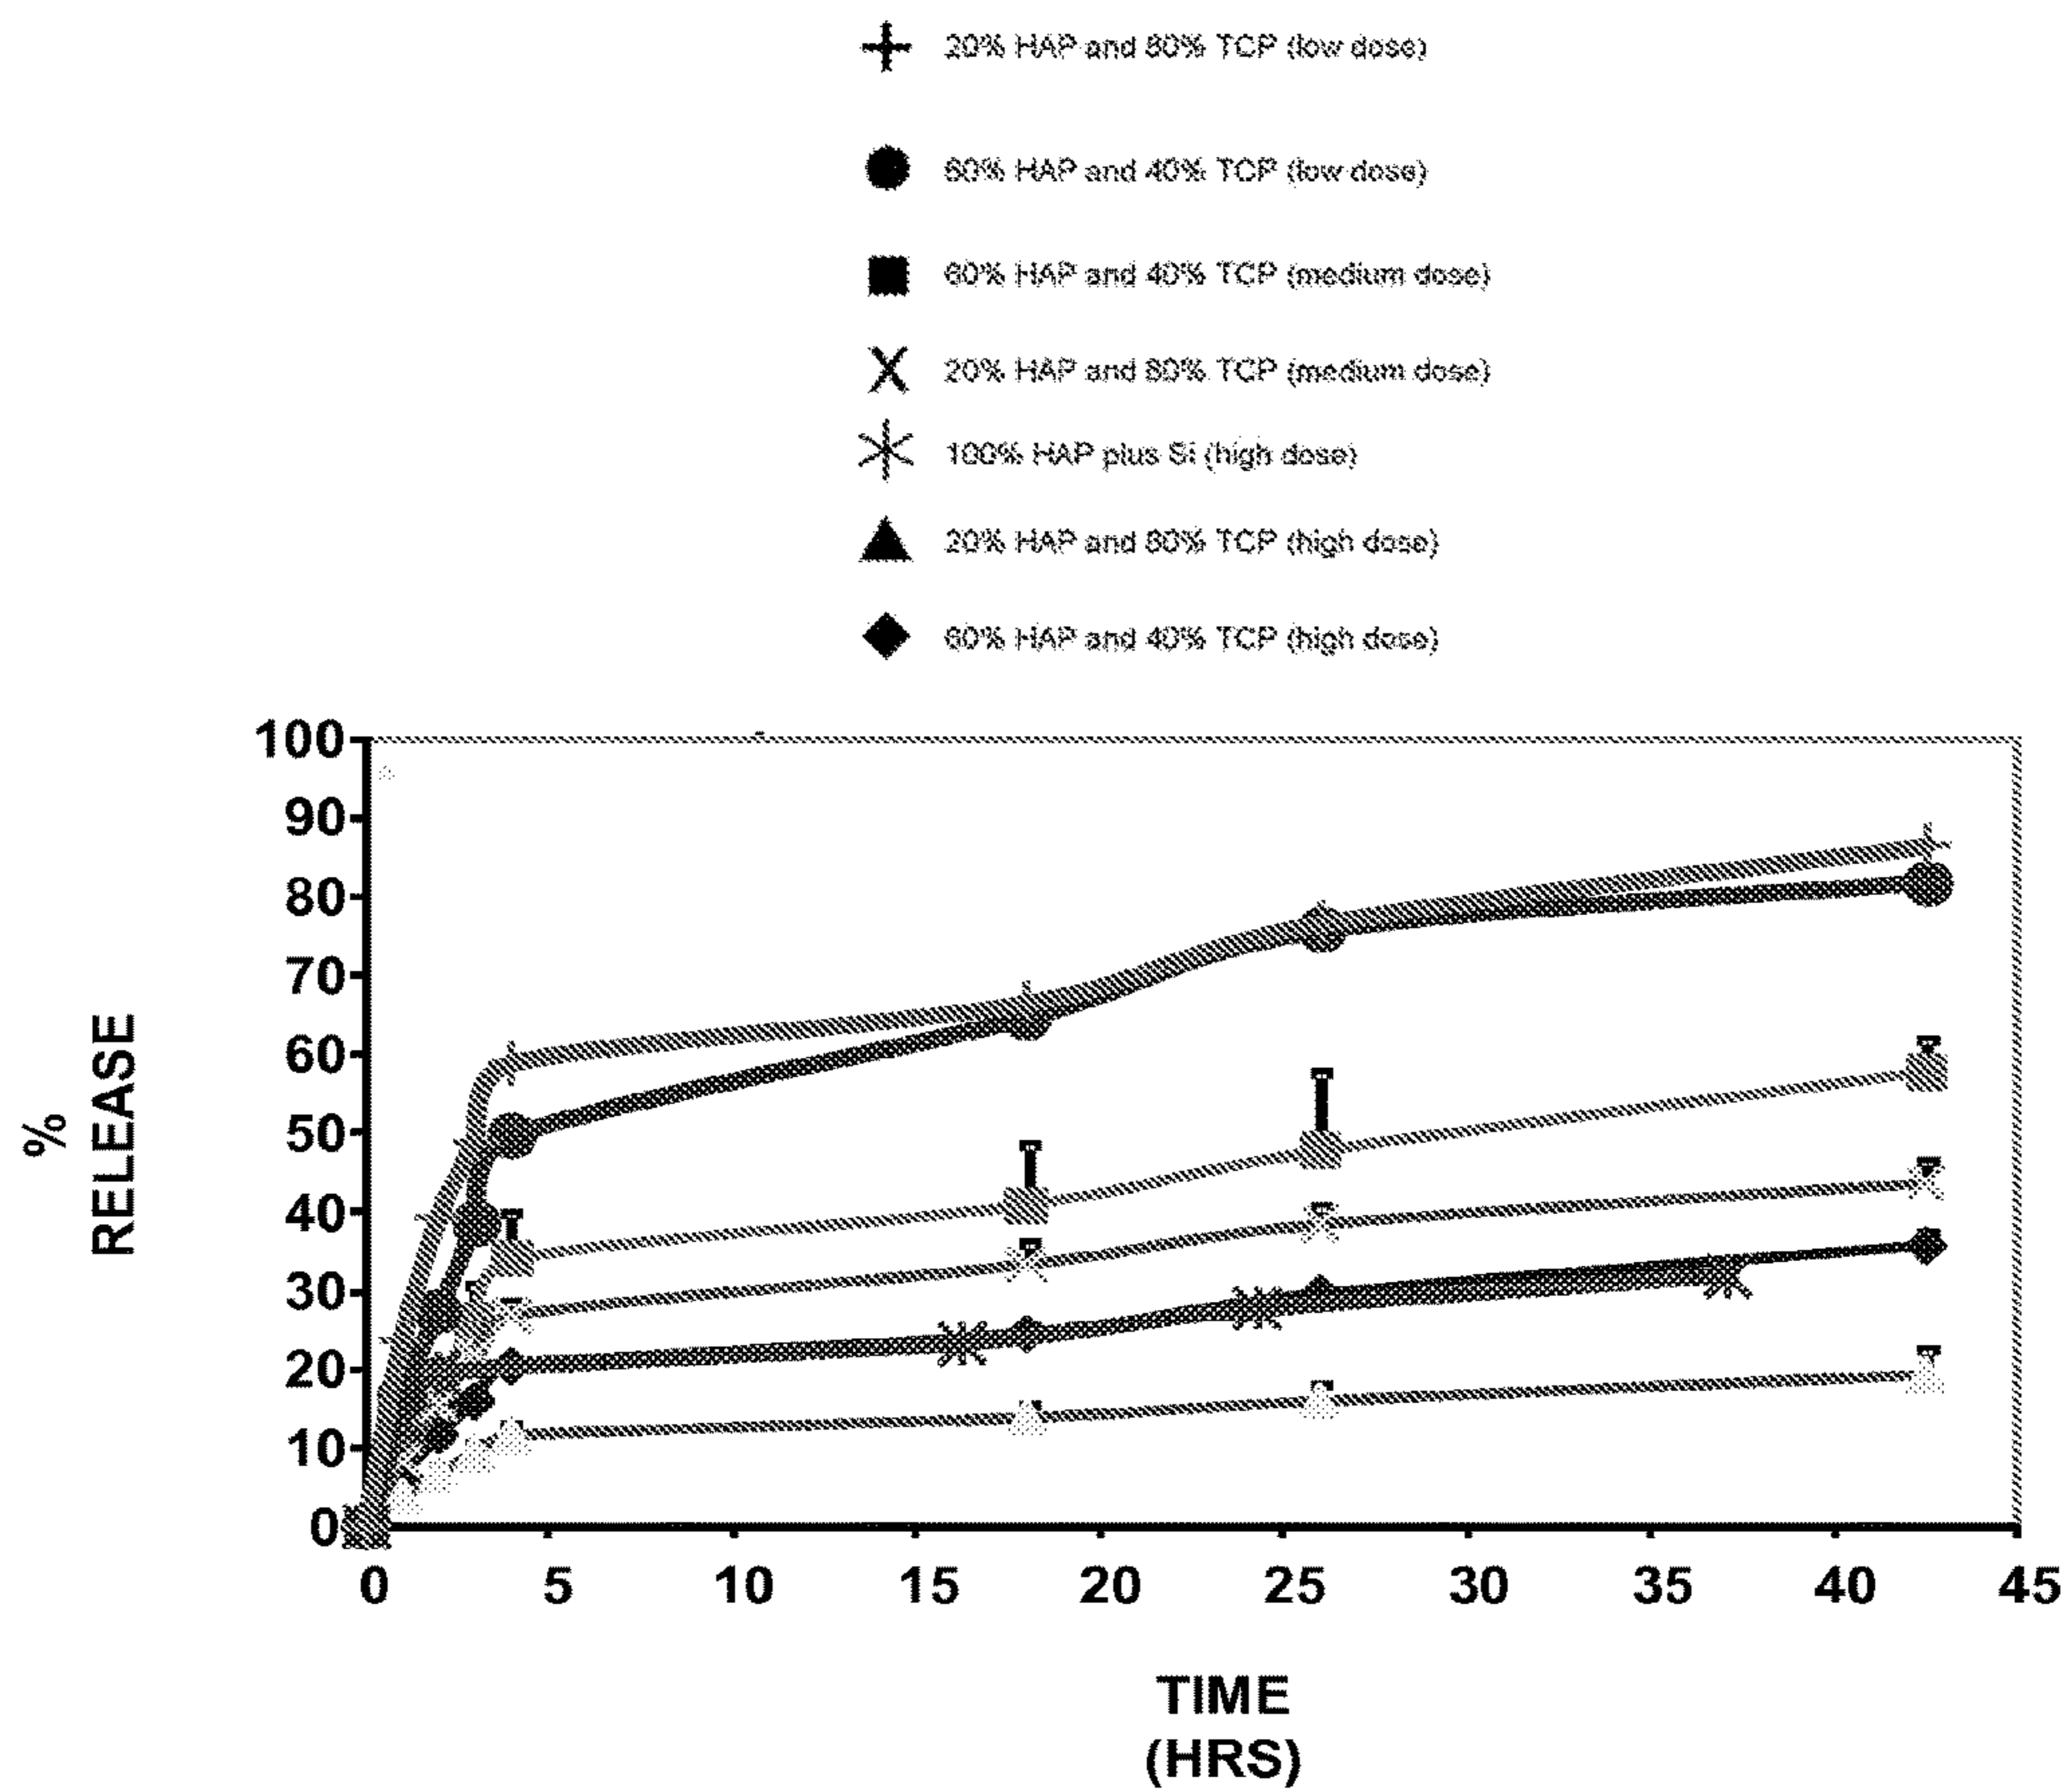 20% HAP and 80% TCP (low dose)
60% HAP and 40% TCP (low dose)
60% HAP and 40% TCP (medium dose)
20% HAP and 80% TCP (medium dose)
100% HAP plus Si (high dose)
20% HAP and 80% TCP (high dose)
60% HAP and 40% TCP (high dose)
100
90
80
70
60
50
40
30
20
10
0
%
RELEASE
0 5 10 15 20 25 30 35 40 45
TIME
(HRS)